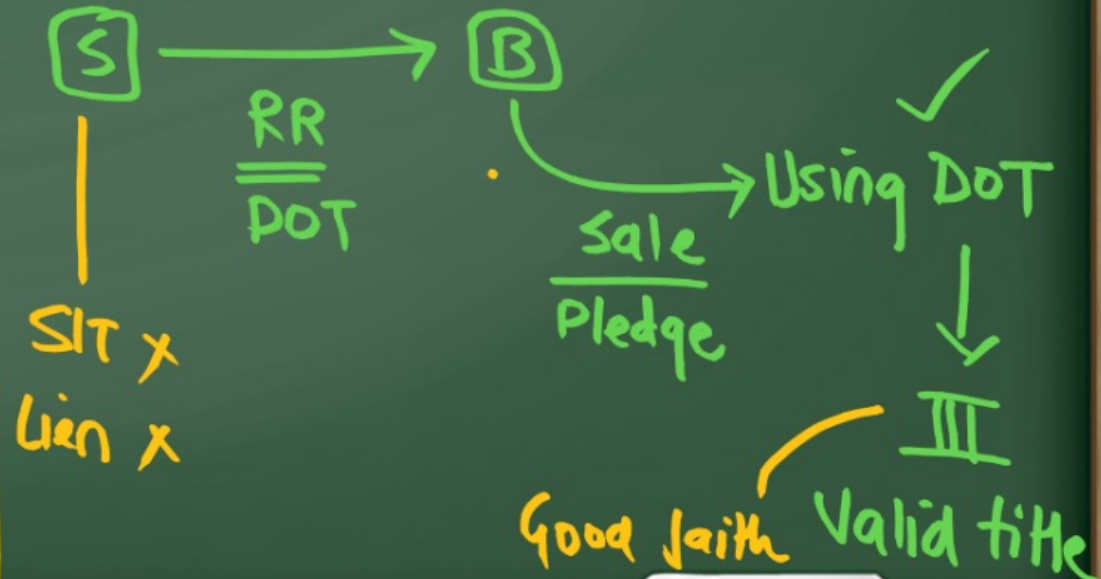 S
B
RR
DOT
Sale
Pledge
Using DOT
SIT x
Lien x
III
Good faith
Valid title